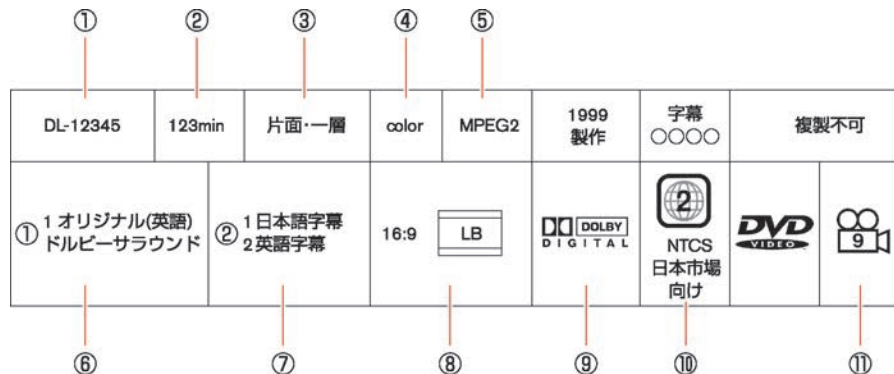 ① ② ③ ④ ⑤
DL-12345
123min
片面・一層
color
MPEG2
1999
製作
字幕
○○○○
複製不可
① 1 オリジナル(英語)
ドルビーサラウンド
② 1 日本語字幕
2 英語字幕
16:9
LB
DOLBY
DIGITAL
2
NTCS
日本市場
向け
DVD
VIDEO
9
⑥ ⑦ ⑧ ⑨ ⑩ ⑪